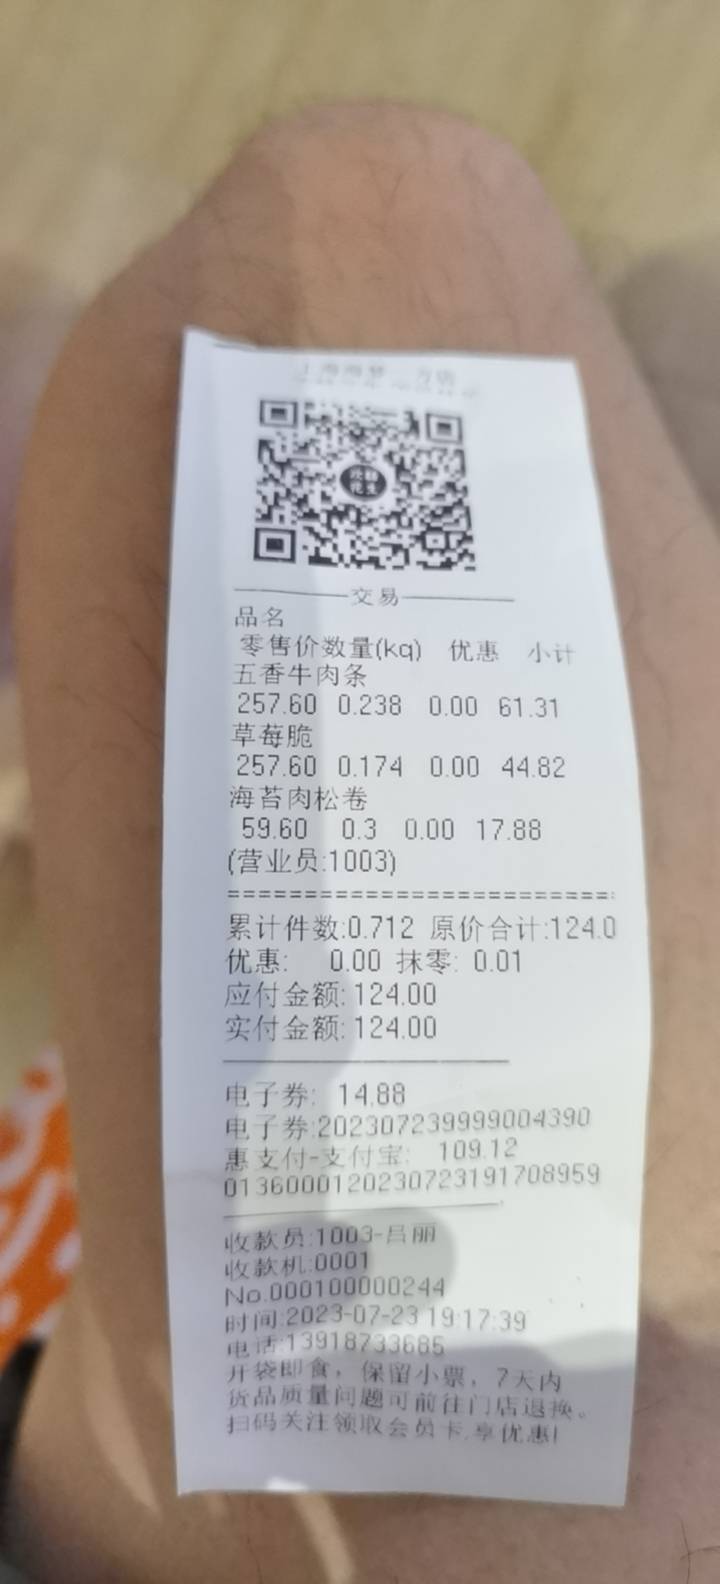 交易
品名
零售价数量(kq) 优惠 小计
五香牛肉条
257.60 0.238 0.00 61.31
草莓脆
257.60 0.174 0.00 44.82
海苔肉松卷
59.60 0.3 0.00 17.88
(营业员:1003)
==============================
累计件数:0.712 原价合计:124.0
优惠: 0.00 抹零: 0.01
应付金额:124.00
实付金额:124.00
电子券: 14.88
电子券:202307239999004390
惠支付-支付宝: 109.12
01360001202307231917​08959
收款员:1003-吕丽
收款机:0001
No.000100000244
时间:2023-07-23 19:17:39
电话:13918733685
开袋即食，保留小票，7天内
货品质量问题可前往门店退换。
扫码关注领取会员卡,享优惠!